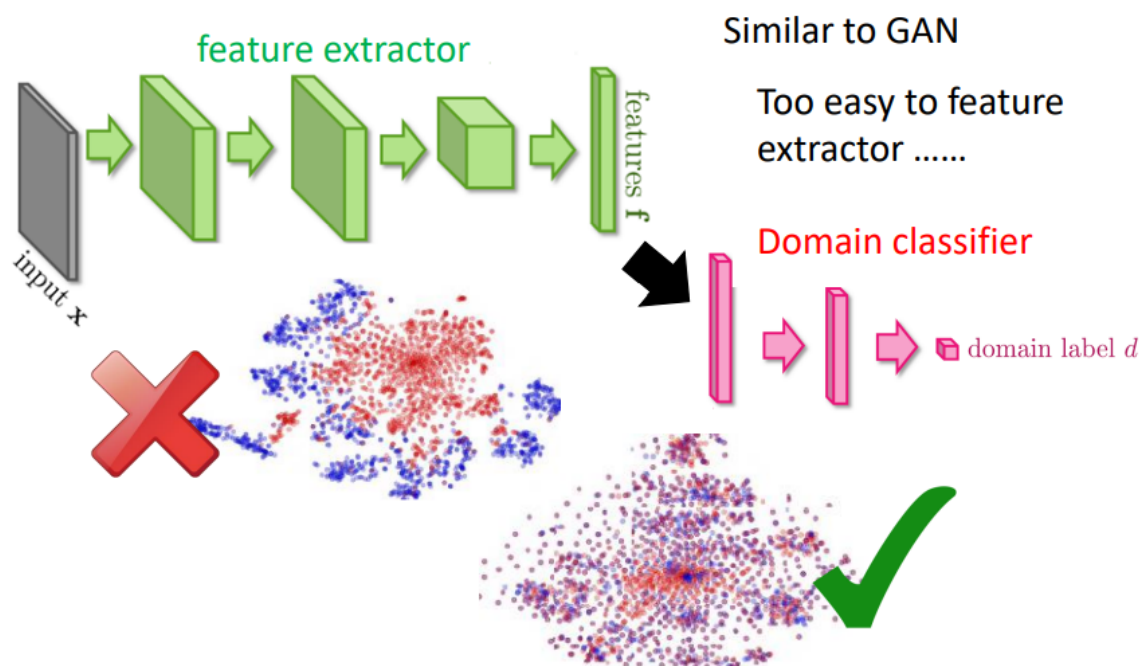 feature extractor
Similar to GAN
Too easy to feature
extractor ……
input x
features f
Domain classifier
domain label d